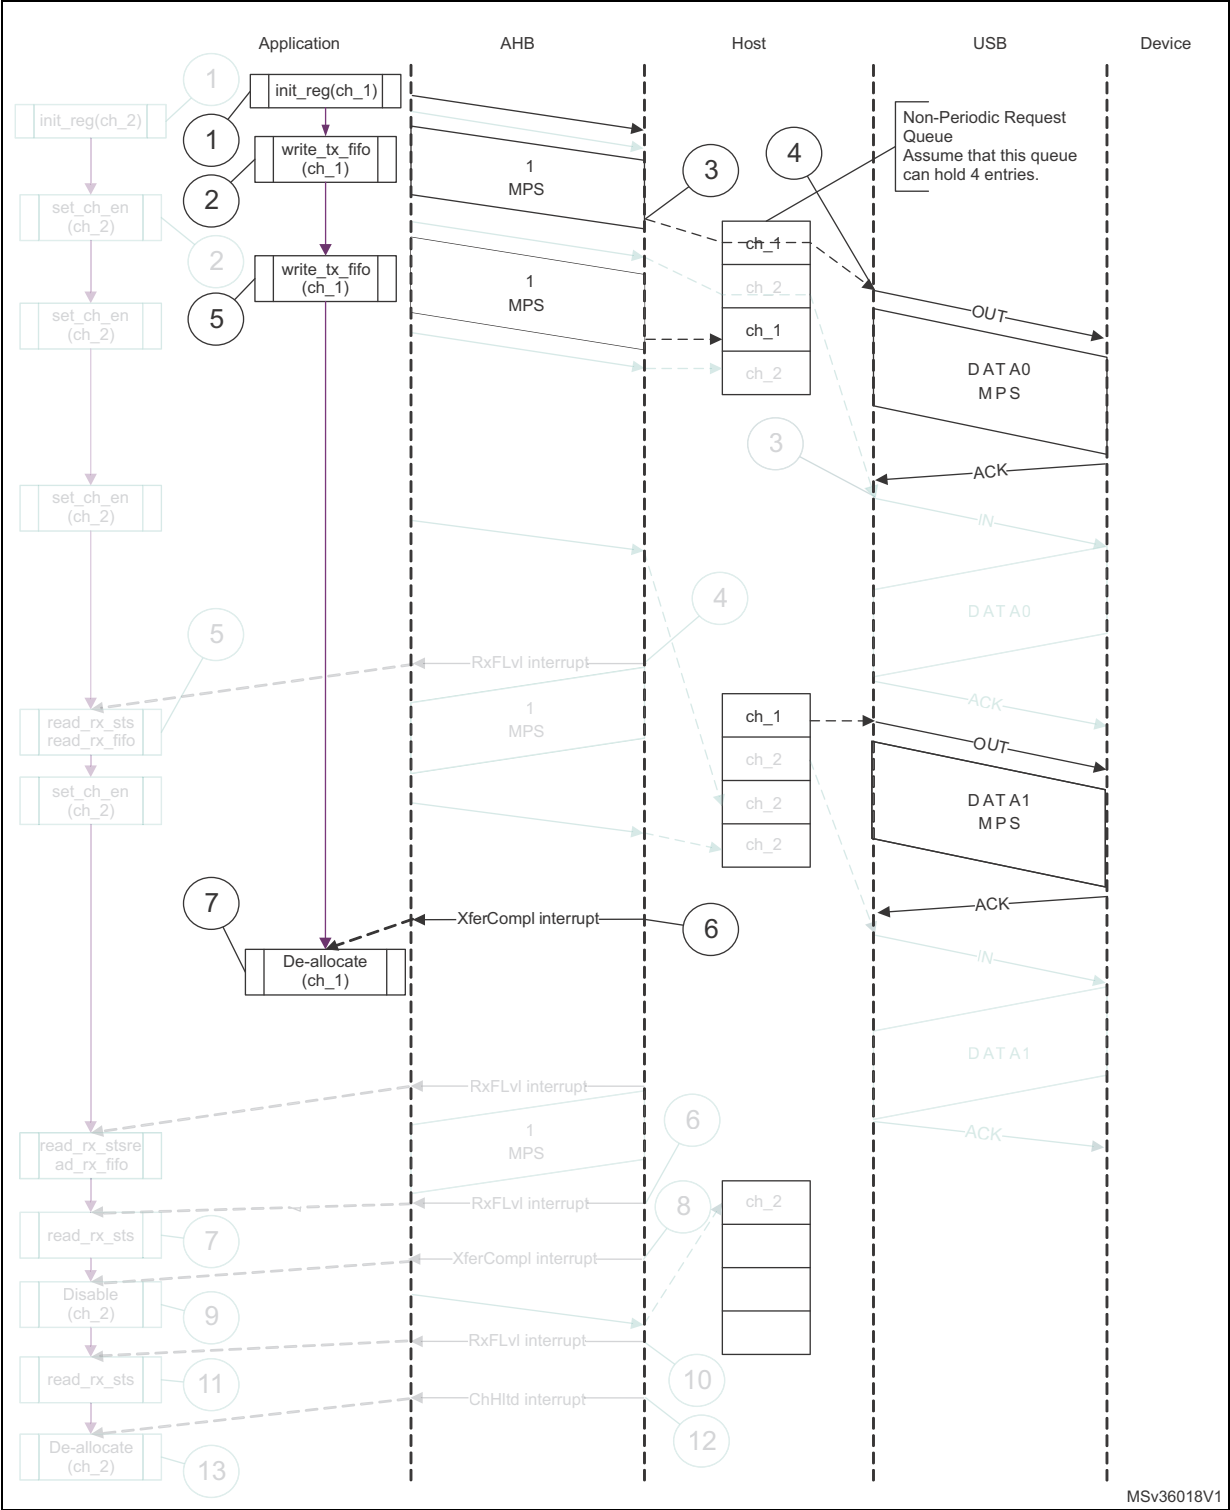 Application AHB Host USB Device
1
init_reg(ch_1)
init_reg(ch_2)
1
Non-Periodic Request
Queue
Assume that this queue
can hold 4 entries.
write_tx_fifo
(ch_1)
1
MPS
3
4
2
set_ch_en
(ch_2)
2
ch_1
write_tx_fifo
(ch_1)
1
MPS
ch_2
5
set_ch_en
(ch_2)
ch_1
OUT
ch_2
DATA0
MPS
3
ACK
set_ch_en
(ch_2)
IN
4
DATA0
5
RxFLvl interrupt
ACK
read_rx_sts
read_rx_fifo
1
MPS
ch_1
OUT
ch_2
set_ch_en
(ch_2)
ch_2
DATA1
MPS
ch_2
7
XferCompl interrupt
6
ACK
De-allocate
(ch_1)
IN
DATA1
RxFLvl interrupt
6
1
MPS
ACK
read_rx_stsre
ad_rx_fifo
RxFLvl interrupt
8
ch_2
read_rx_sts
7
XferCompl interrupt
Disable
(ch_2)
9
RxFLvl interrupt
10
read_rx_sts
11
ChHltd interrupt
12
De-allocate
(ch_2)
13
MSv36018V1